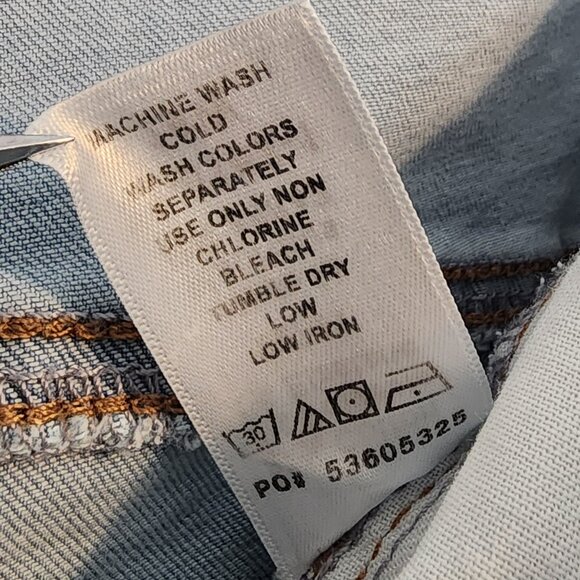 MACHINE WASH
COLD
WASH COLORS
SEPARATELY
USE ONLY NON
CHLORINE
BLEACH
TUMBLE DRY
LOW
LOW IRON
30
PO# 53605325